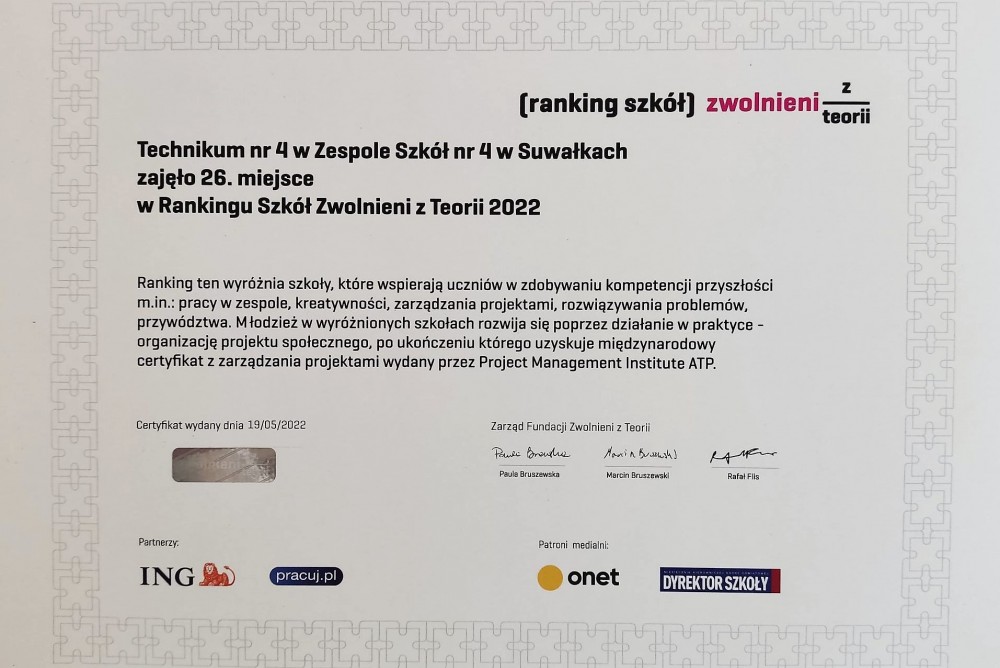 (ranking szkół) zwolnieni z teorii
Technikum nr 4 w Zespole Szkół nr 4 w Suwałkach
zajęło 26. miejsce
w Rankingu Szkół Zwolnieni z Teorii 2022
Ranking ten wyróżnia szkoły, które wspierają uczniów w zdobywaniu kompetencji przyszłości
m.in.: pracy w zespole, kreatywności, zarządzania projektami, rozwiązywania problemów,
przywództwa. Młodzież w wyróżnionych szkołach rozwija się poprzez działanie w praktyce -
organizację projektu społecznego, po ukończeniu którego uzyskuje międzynarodowy
certyfikat z zarządzania projektami wydany przez Project Management Institute ATP.
Certyfikat wydany dnia 19/05/2022
Zarząd Fundacji Zwolnieni z Teorii
Paula Bruszewska
Marcin Bruszewski
Rafał Flis
Partnerzy:
ING
pracuj.pl
Patroni medialni:
onet
DYREKTOR SZKOŁY